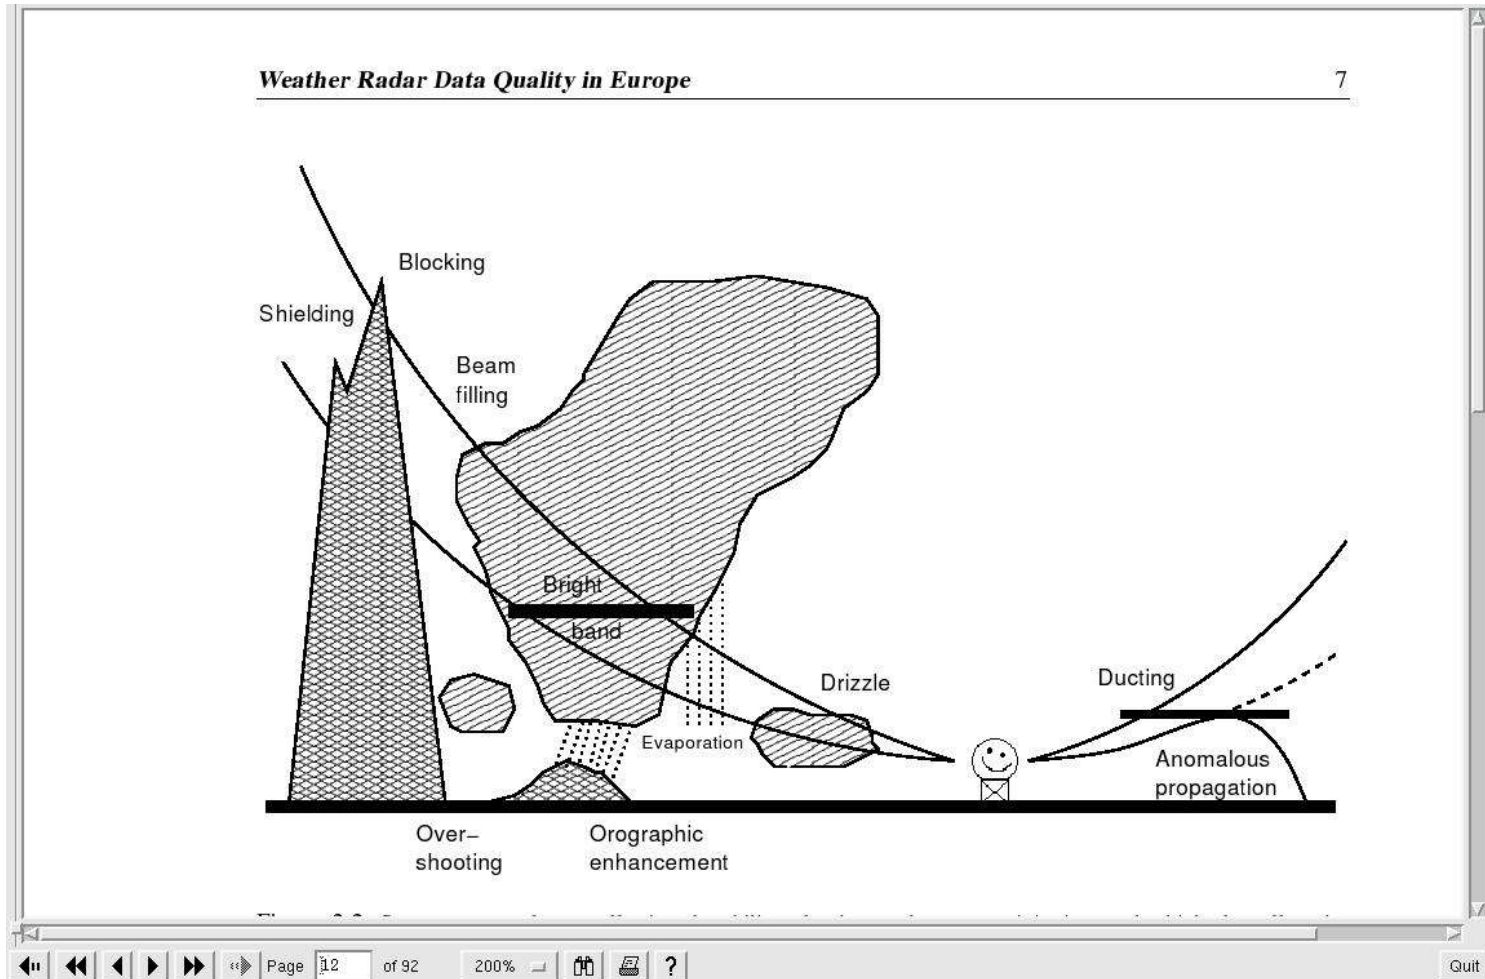 Weather Radar Data Quality in Europe 7
Blocking
Shielding
Beam
filling
Bright
band
Drizzle
Ducting
Evaporation
Anomalous
propagation
Over–
shooting
Orographic
enhancement
Page 12 of 92 200% ? Quit